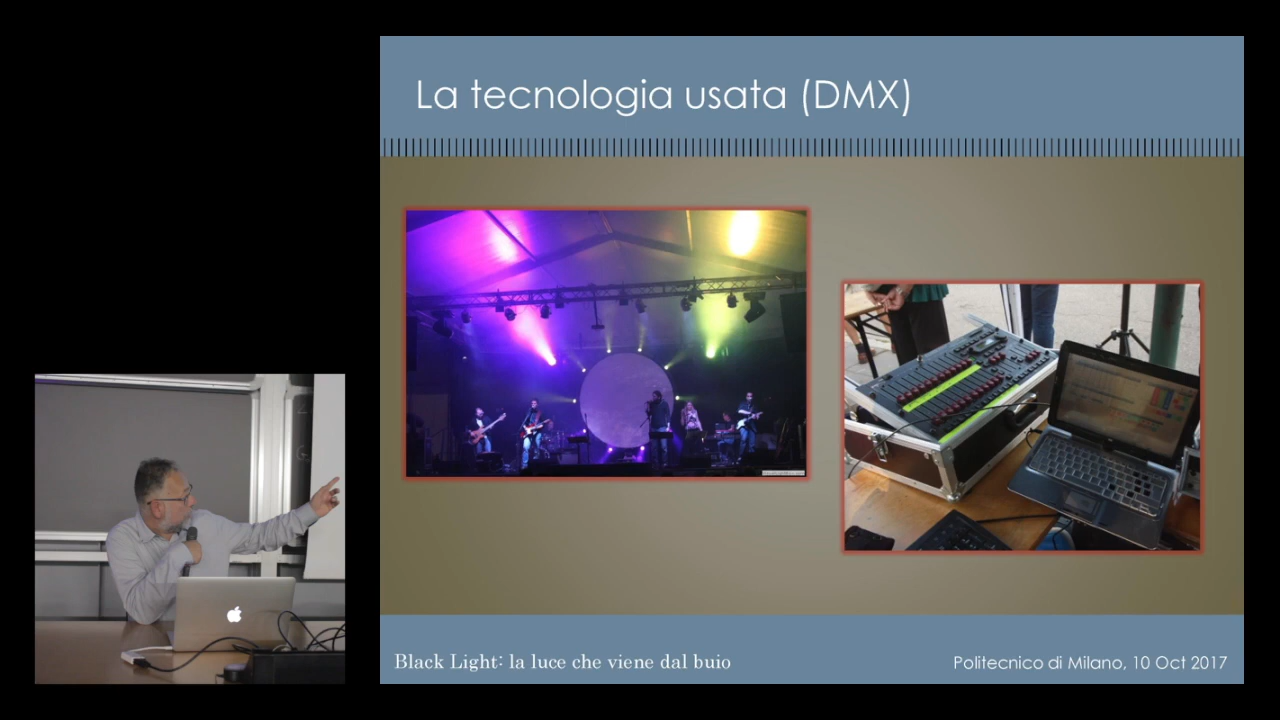 La tecnologia usata (DMX)
Black Light: la luce che viene dal buio
Politecnico di Milano, 10 Oct 2017